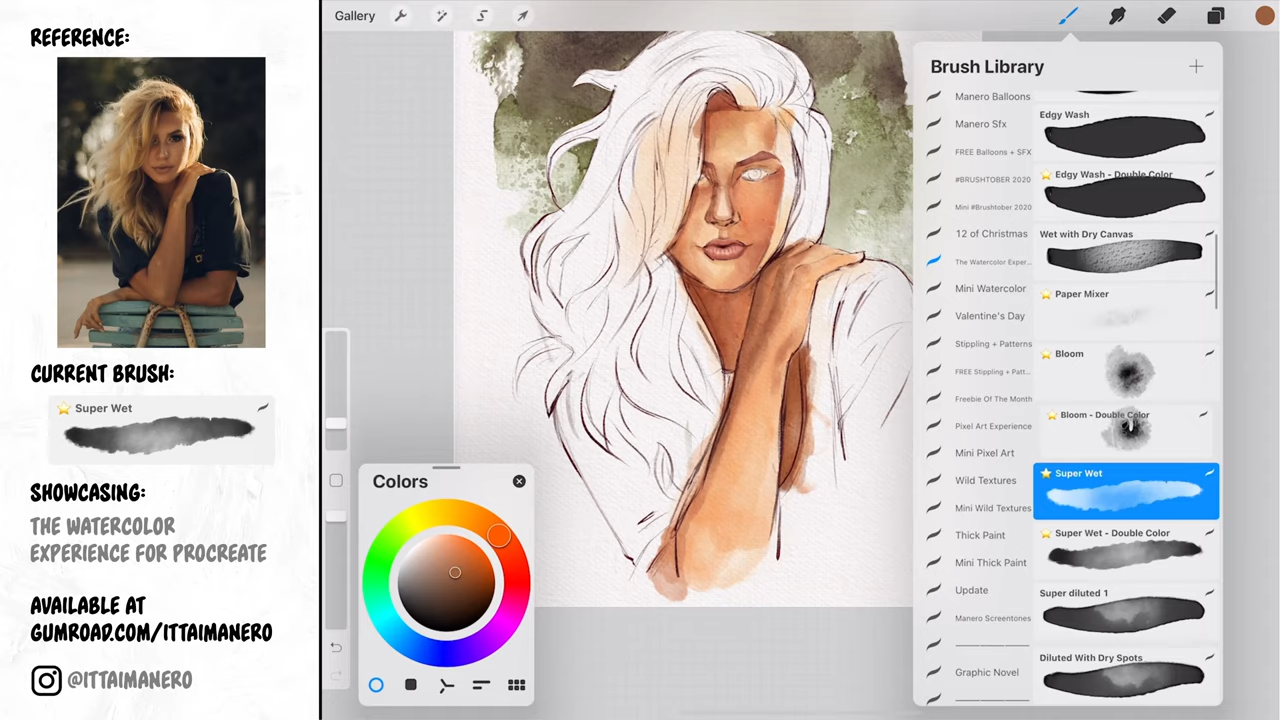 REFERENCE:
CURRENT BRUSH:
⭐ Super Wet
SHOWCASING:
THE WATERCOLOR
EXPERIENCE FOR PROCREATE
AVAILABLE AT
GUMROAD.COM/ITTAIMANERO
@ITTAIMANERO
Gallery
Colors
Brush Library
Manero Balloons
Manero Sfx
FREE Balloons + SFX
#BRUSHTOBER 2020
Mini #Brushtober 2020
12 of Christmas
The Watercolor Exper...
Mini Watercolor
Valentine's Day
Stippling + Patterns
FREE Stippling + Patt...
Freebie Of The Month
Pixel Art Experience
Mini Pixel Art
Wild Textures
Mini Wild Textures
Thick Paint
Mini Thick Paint
Update
Manero Screentones
Graphic Novel
Edgy Wash
⭐ Edgy Wash - Double Color
Wet with Dry Canvas
⭐ Paper Mixer
⭐ Bloom
⭐ Bloom - Double Color
⭐ Super Wet
⭐ Super Wet - Double Color
Super diluted 1
Diluted With Dry Spots